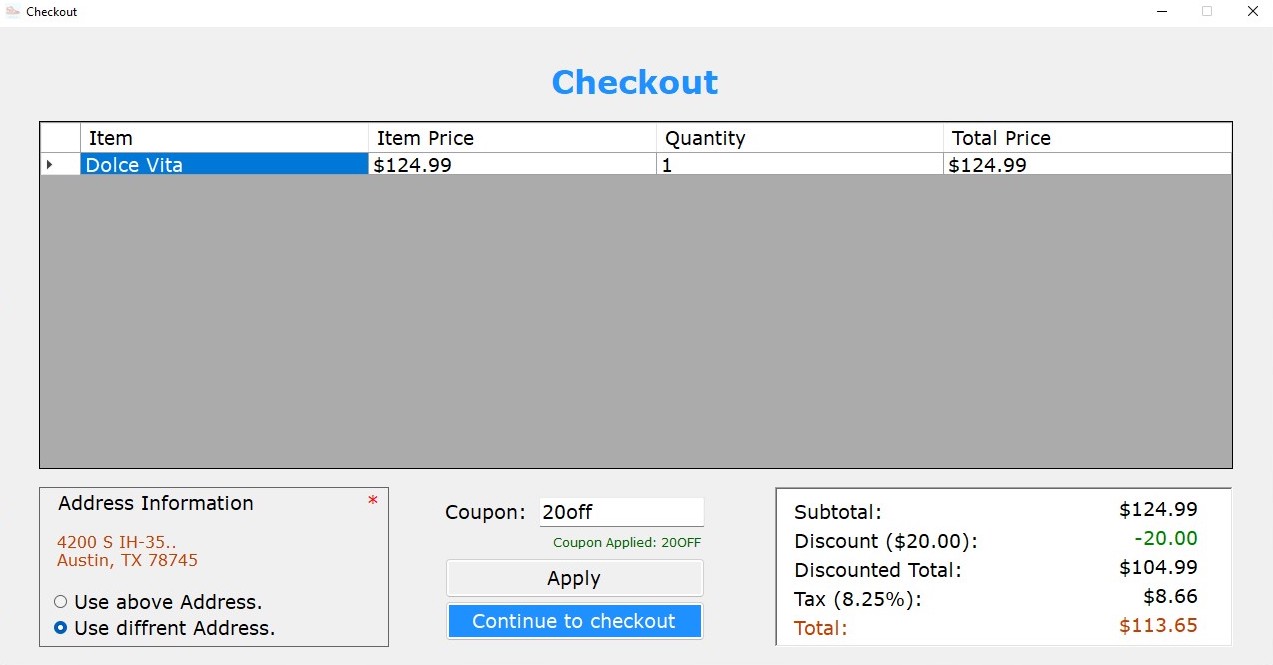 Checkout
Checkout
Item Item Price Quantity Total Price
Dolce Vita $124.99 1 $124.99
Address Information *
4200 S IH-35..
Austin, TX 78745
Use above Address.
Use diffrent Address.
Coupon: 20off
Coupon Applied: 20OFF
Apply
Continue to checkout
Subtotal: $124.99
Discount ($20.00): -20.00
Discounted Total: $104.99
Tax (8.25%): $8.66
Total: $113.65